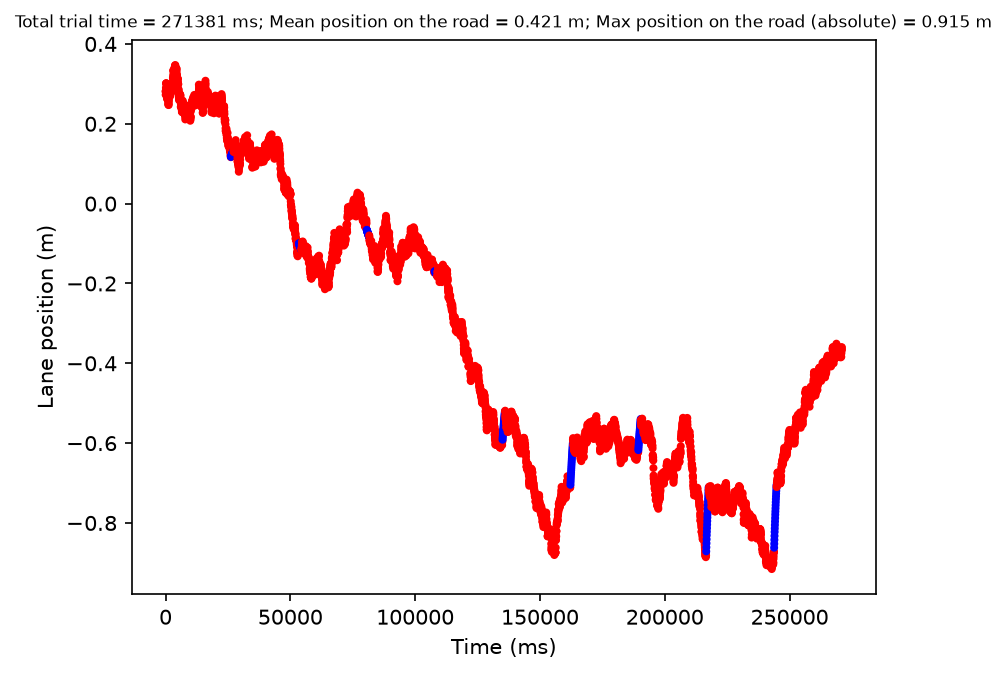 Total trial time = 271381 ms; Mean position on the road = 0.421 m; Max position on the road (absolute) = 0.915 m
0.4
0.2
0.0
−0.2
−0.4
−0.6
−0.8
Lane position (m)
0 50000 100000 150000 200000 250000
Time (ms)